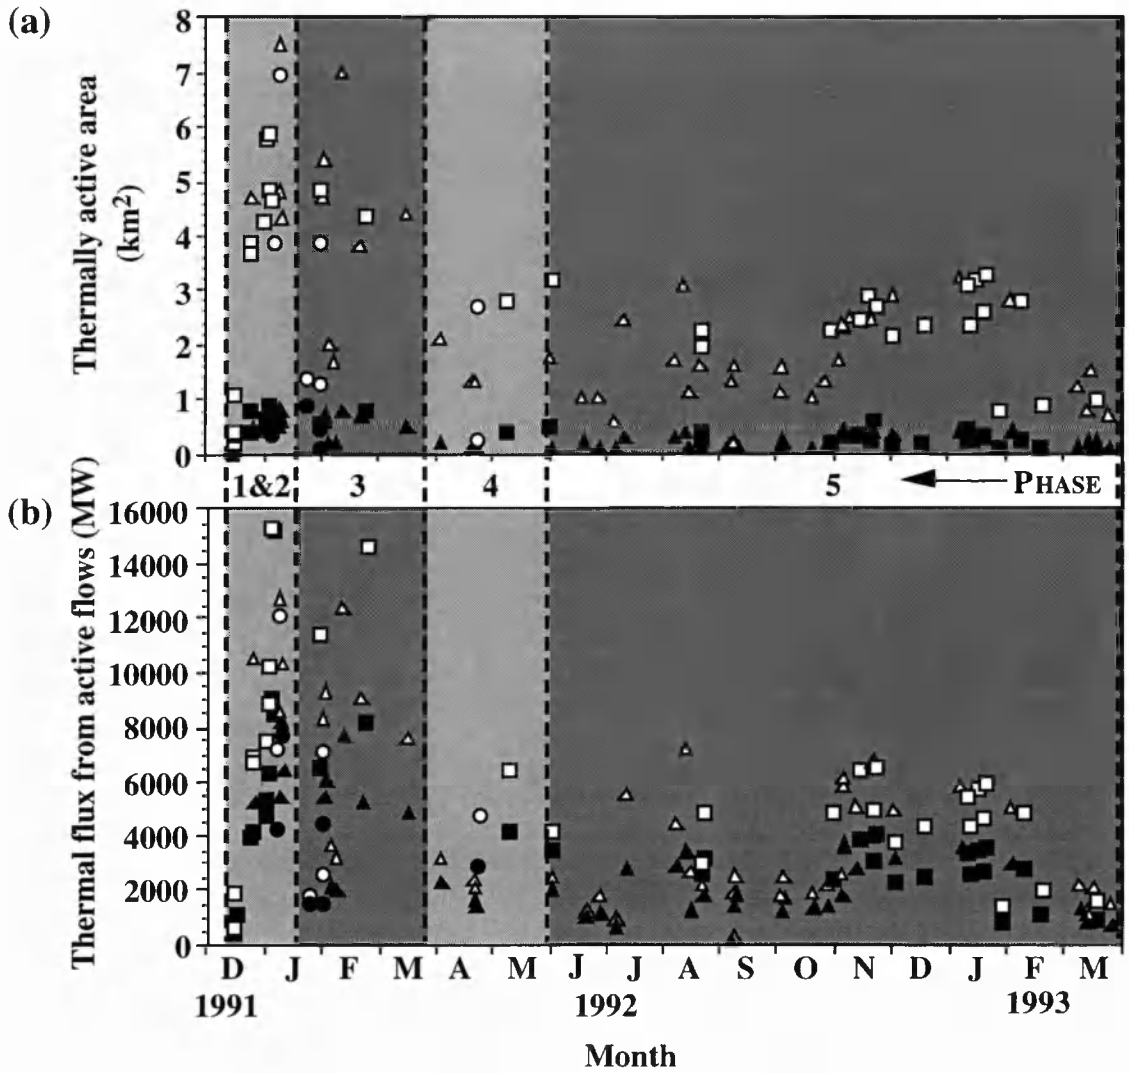 (a)
Thermally active area
(km²)
8
7
6
5
4
3
2
1
0
1&2
3
4
5
PHASE
(b)
Thermal flux from active flows (MW)
16000
14000
12000
10000
8000
6000
4000
2000
0
D J F M A M J J A S O N D J F M
1991 1992 1993
Month